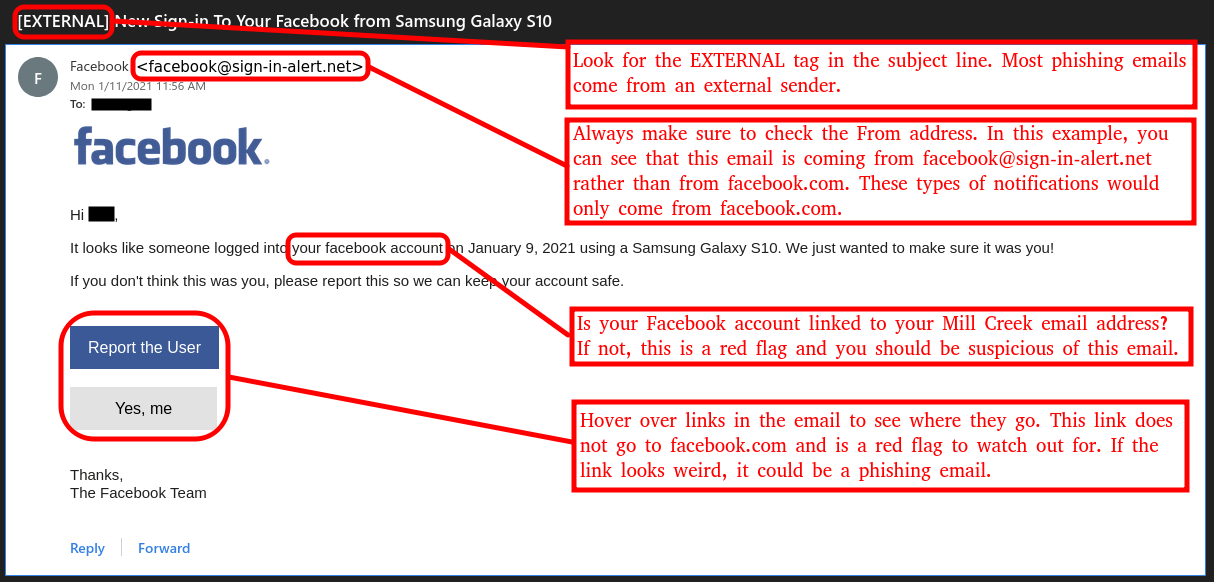 [EXTERNAL] New Sign-in To Your Facebook from Samsung Galaxy S10
F
Facebook <facebook@sign-in-alert.net>
Mon 1/11/2021 11:56 AM
To:
facebook.
Hi ,
It looks like someone logged into your facebook account on January 9, 2021 using a Samsung Galaxy S10. We just wanted to make sure it was you!
If you don't think this was you, please report this so we can keep your account safe.
Report the User
Yes, me
Thanks,
The Facebook Team
Reply
Forward
Look for the EXTERNAL tag in the subject line. Most phishing emails
come from an external sender.
Always make sure to check the From address. In this example, you
can see that this email is coming from facebook@sign-in-alert.net
rather than from facebook.com. These types of notifications would
only come from facebook.com.
Is your Facebook account linked to your Mill Creek email address?
If not, this is a red flag and you should be suspicious of this email.
Hover over links in the email to see where they go. This link does
not go to facebook.com and is a red flag to watch out for. If the
link looks weird, it could be a phishing email.